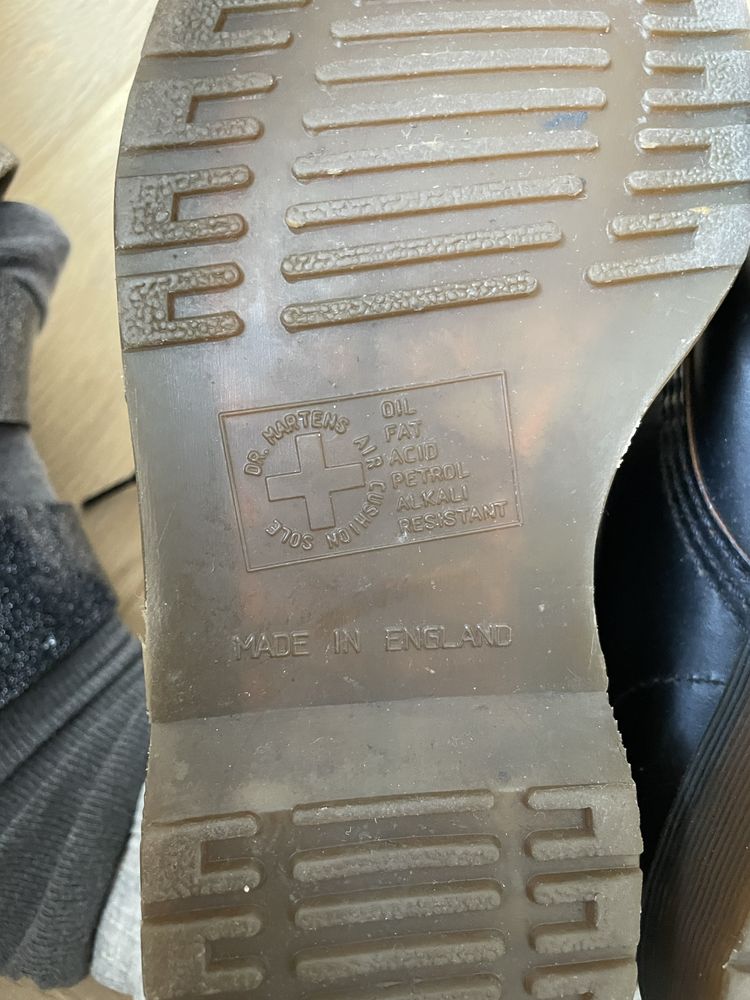 DR. MARTENS AIR CUSHION SOLE
OIL
FAT
ACID
PETROL
ALKALI
RESISTANT
MADE IN ENGLAND